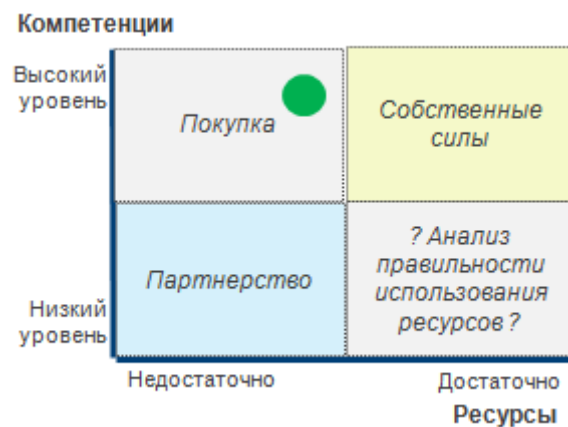 Компетенции
Высокий
уровень
Покупка
Собственные
силы
Партнерство
? Анализ
правильности
использования
ресурсов ?
Низкий
уровень
Недостаточно
Достаточно
Ресурсы